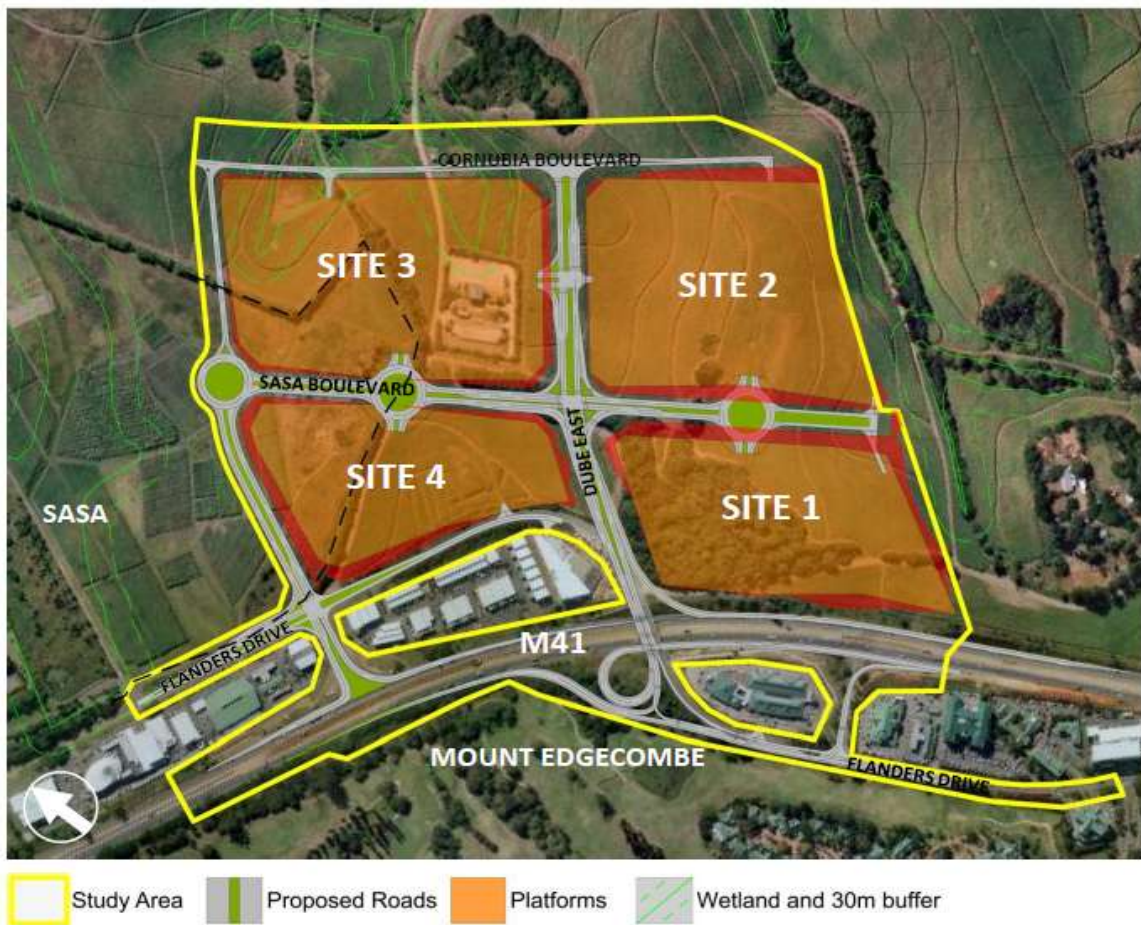 CORNUBIA BOULEVARD
SITE 3
SITE 2
SASA BOULEVARD
DUBE EAST
SITE 4
SITE 1
SASA
M41
FLANDERS DRIVE
MOUNT EDGECOMBE
FLANDERS DRIVE
Study Area
Proposed Roads
Platforms
Wetland and 30m buffer